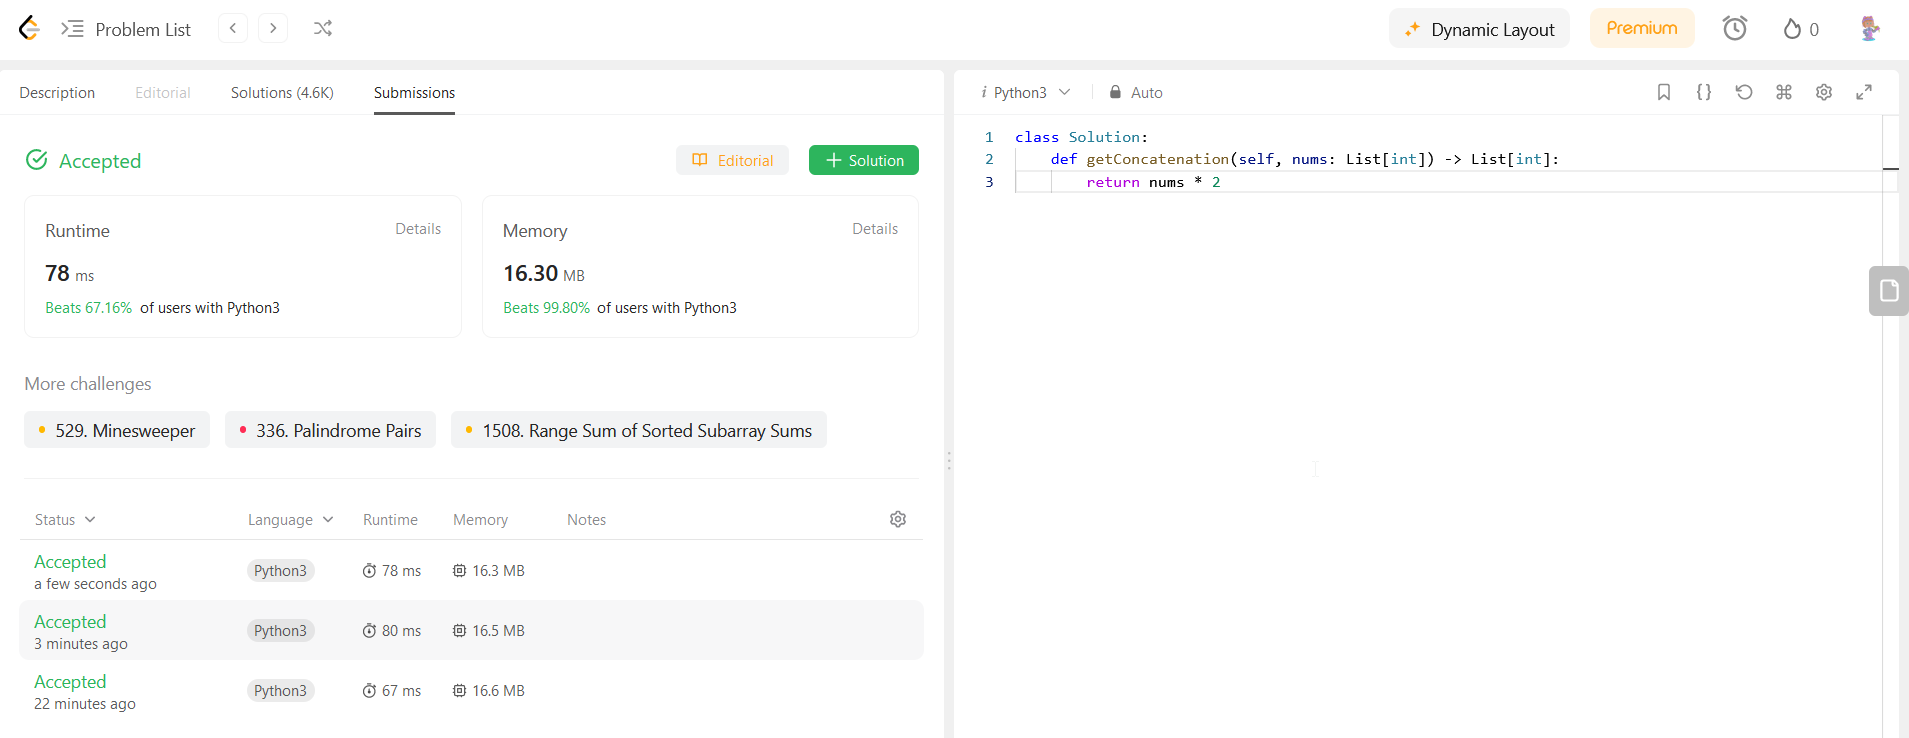 Problem List
Dynamic Layout
Premium
0
Description Editorial Solutions (4.6K) Submissions
Accepted
Editorial
Solution
Runtime Details
78 ms
Beats 67.16% of users with Python3
Memory Details
16.30 MB
Beats 99.80% of users with Python3
More challenges
529. Minesweeper 336. Palindrome Pairs 1508. Range Sum of Sorted Subarray Sums
Status Language Runtime Memory Notes
Accepted
a few seconds ago
Python3 78 ms 16.3 MB
Accepted
3 minutes ago
Python3 80 ms 16.5 MB
Accepted
22 minutes ago
Python3 67 ms 16.6 MB
i Python3 Auto
1 class Solution:
2     def getConcatenation(self, nums: List[int]) -> List[int]:
3         return nums * 2